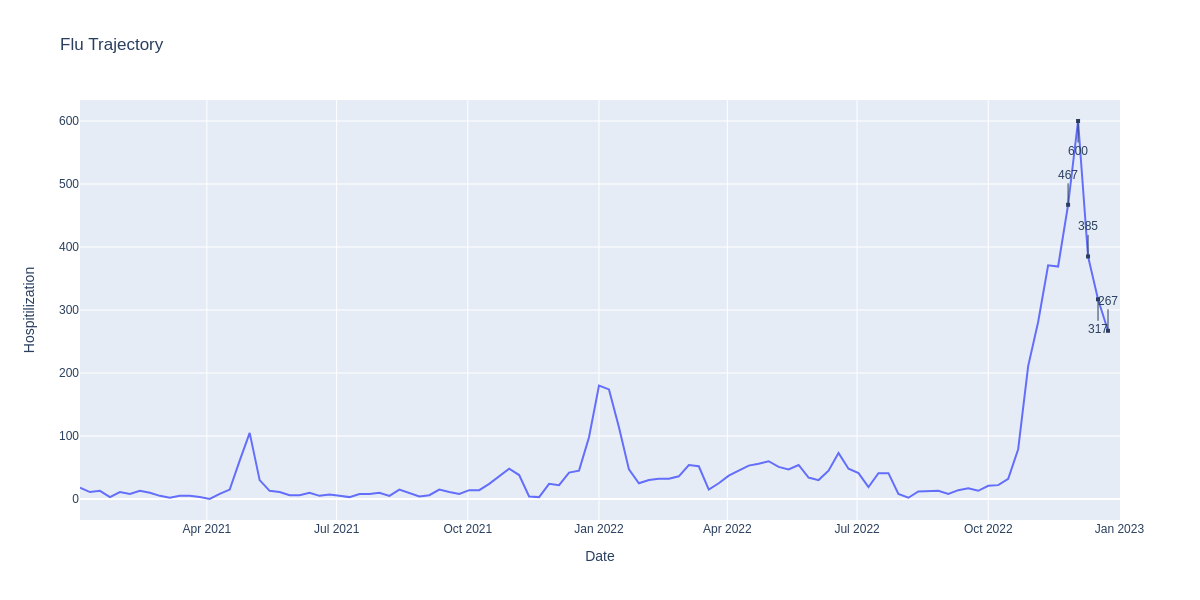 Flu Trajectory
600
500
400
300
200
100
0
Hospitilization
600
467
385
267
317
Apr 2021
Jul 2021
Oct 2021
Jan 2022
Apr 2022
Jul 2022
Oct 2022
Jan 2023
Date